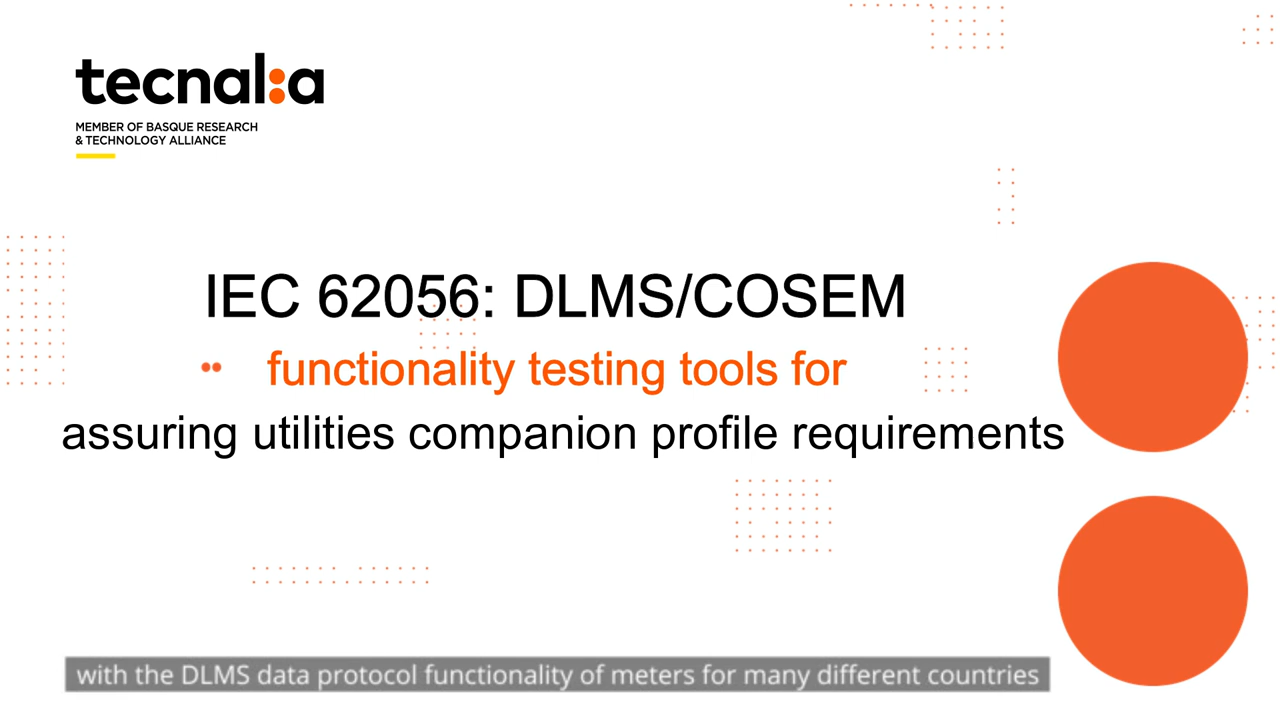 tecnal:a
MEMBER OF BASQUE RESEARCH
& TECHNOLOGY ALLIANCE
IEC 62056: DLMS/COSEM
functionality testing tools for
assuring utilities companion profile requirements
with the DLMS data protocol functionality of meters for many different countries